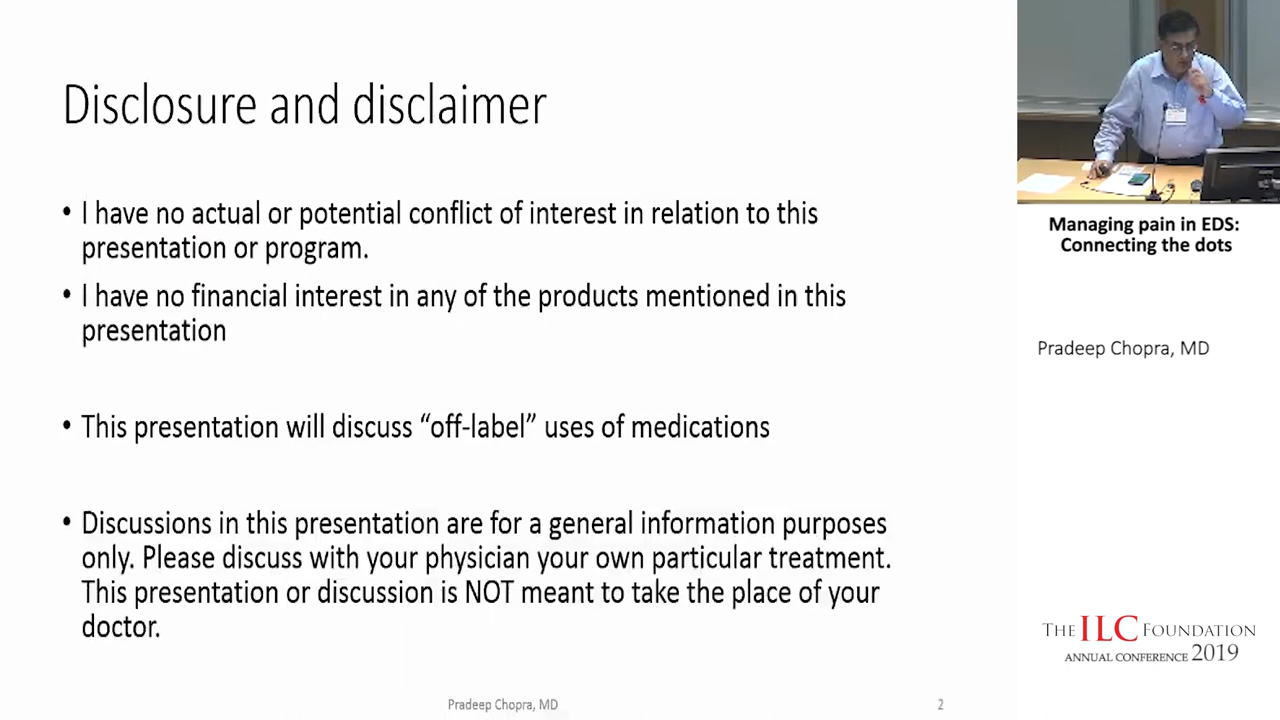 Disclosure and disclaimer
• I have no actual or potential conflict of interest in relation to this
presentation or program.
• I have no financial interest in any of the products mentioned in this
presentation
• This presentation will discuss “off-label” uses of medications
• Discussions in this presentation are for a general information purposes
only. Please discuss with your physician your own particular treatment.
This presentation or discussion is NOT meant to take the place of your
doctor.
Pradeep Chopra, MD
2
Managing pain in EDS:
Connecting the dots
Pradeep Chopra, MD
THE ILC FOUNDATION
ANNUAL CONFERENCE 2019